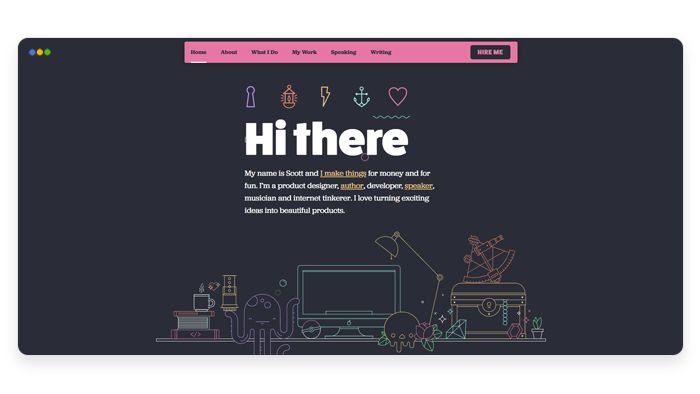 Home About What I Do My Work Speaking Writing HIRE ME
Hi there
My name is Scott and I make things for money and for
fun. I'm a product designer, author, developer, speaker,
musician and internet tinkerer. I love turning exciting
ideas into beautiful products.
</>